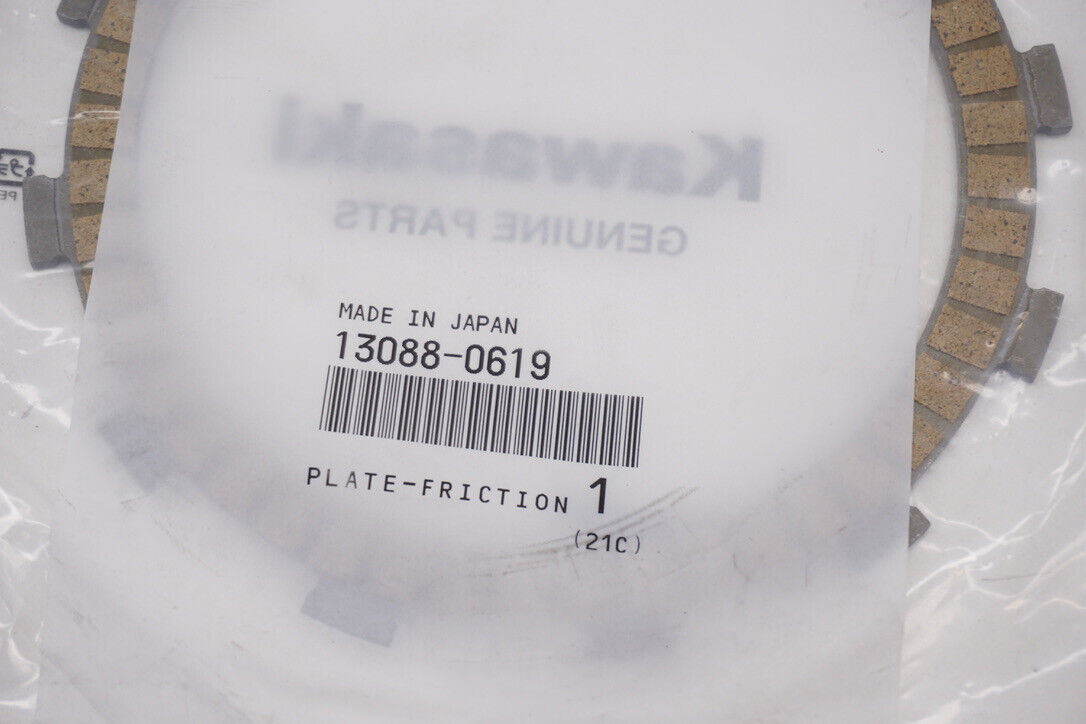 Kawasaki
GENUINE PARTS
MADE IN JAPAN
13088-0619
PLATE-FRICTION 1
(21C)